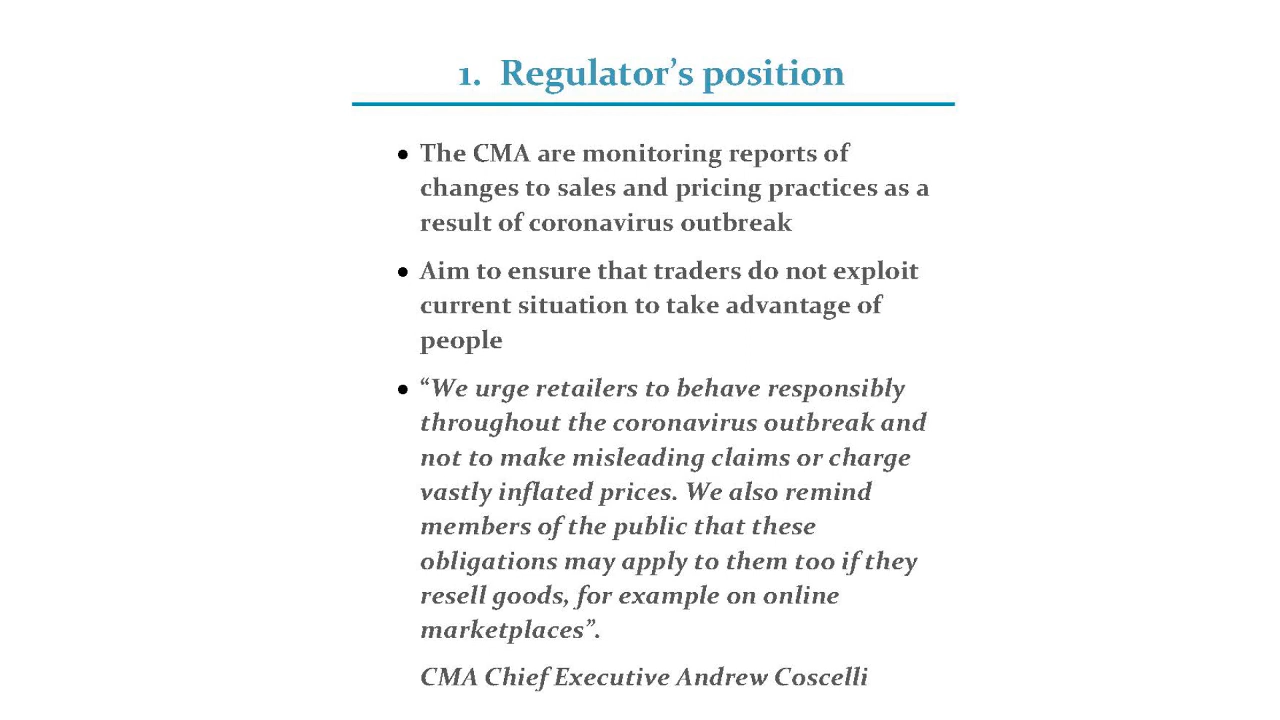 1. Regulator’s position
• The CMA are monitoring reports of
changes to sales and pricing practices as a
result of coronavirus outbreak
• Aim to ensure that traders do not exploit
current situation to take advantage of
people
• “We urge retailers to behave responsibly
throughout the coronavirus outbreak and
not to make misleading claims or charge
vastly inflated prices. We also remind
members of the public that these
obligations may apply to them too if they
resell goods, for example on online
marketplaces”.
CMA Chief Executive Andrew Coscelli